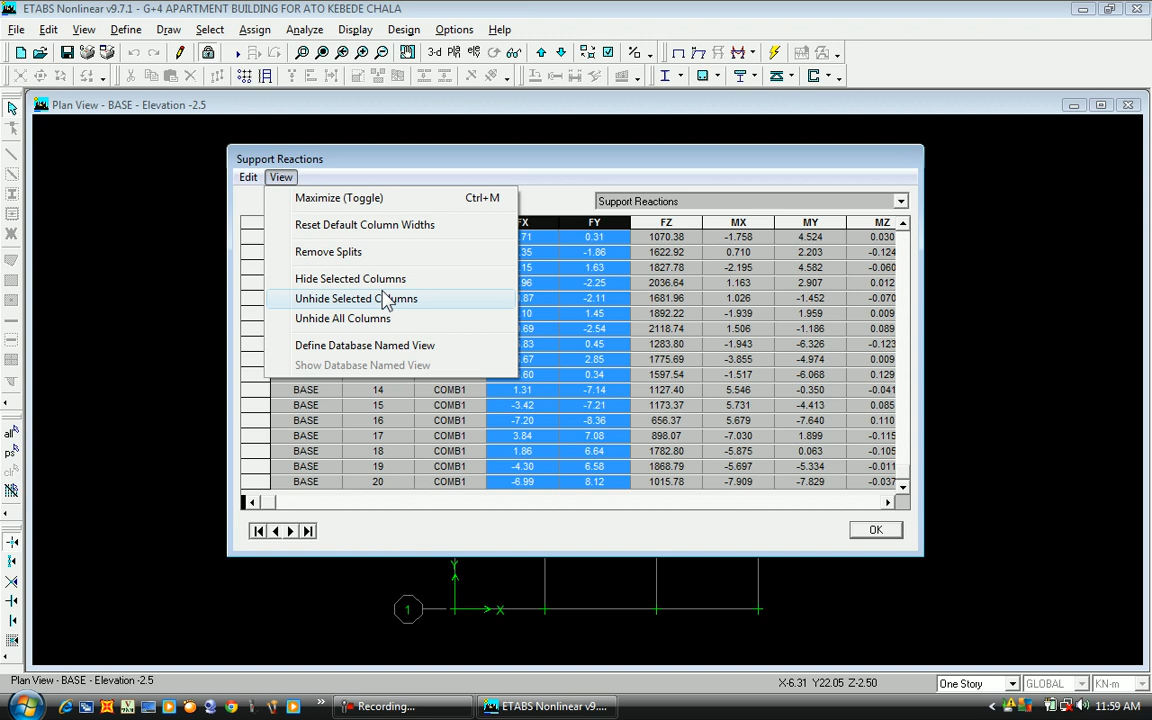 ETABS Nonlinear v9.7.1 - G+4 APARTMENT BUILDING FOR ATO KEBEDE CHALA
File Edit View Define Draw Select Assign Analyze Display Design Options Help
3-d
Plan View - BASE - Elevation -2.5
Support Reactions
Edit View
Maximize (Toggle) Ctrl+M
Reset Default Column Widths
Remove Splits
Hide Selected Columns
Unhide Selected Columns
Unhide All Columns
Define Database Named View
Show Database Named View
Support Reactions
FX FY FZ MX MY MZ
.71 0.31 1070.38 -1.758 4.524 0.030
.35 -1.86 1622.92 0.710 2.203 -0.124
.15 1.63 1827.78 -2.195 4.582 -0.060
.96 -2.25 2036.64 1.163 2.907 0.012
.87 -2.11 1681.96 1.026 -1.452 -0.070
.10 1.45 1892.22 -1.939 1.959 0.009
.69 -2.54 2118.74 1.506 -1.186 0.089
.83 0.45 1283.80 -1.943 -6.326 -0.123
.67 2.85 1775.69 -3.855 -4.974 0.009
.60 0.34 1597.54 -1.517 -6.068 0.129
BASE 14 COMB1 1.31 -7.14 1127.40 5.546 -0.350 -0.041
BASE 15 COMB1 -3.42 -7.21 1173.37 5.731 -4.413 0.085
BASE 16 COMB1 -7.20 -8.36 656.37 5.679 -7.640 0.110
BASE 17 COMB1 3.84 7.08 898.07 -7.030 1.899 -0.115
BASE 18 COMB1 1.86 6.64 1782.80 -5.875 0.063 -0.105
BASE 19 COMB1 -4.30 6.58 1868.79 -5.697 -5.334 -0.011
BASE 20 COMB1 -6.99 8.12 1015.78 -7.909 -7.829 -0.037
OK
all
ps
clr
Y
1 X
Plan View - BASE - Elevation -2.5 X-6.31 Y22.05 Z-2.50 One Story GLOBAL KN-m
Recording... ETABS Nonlinear v9.... 11:59 AM